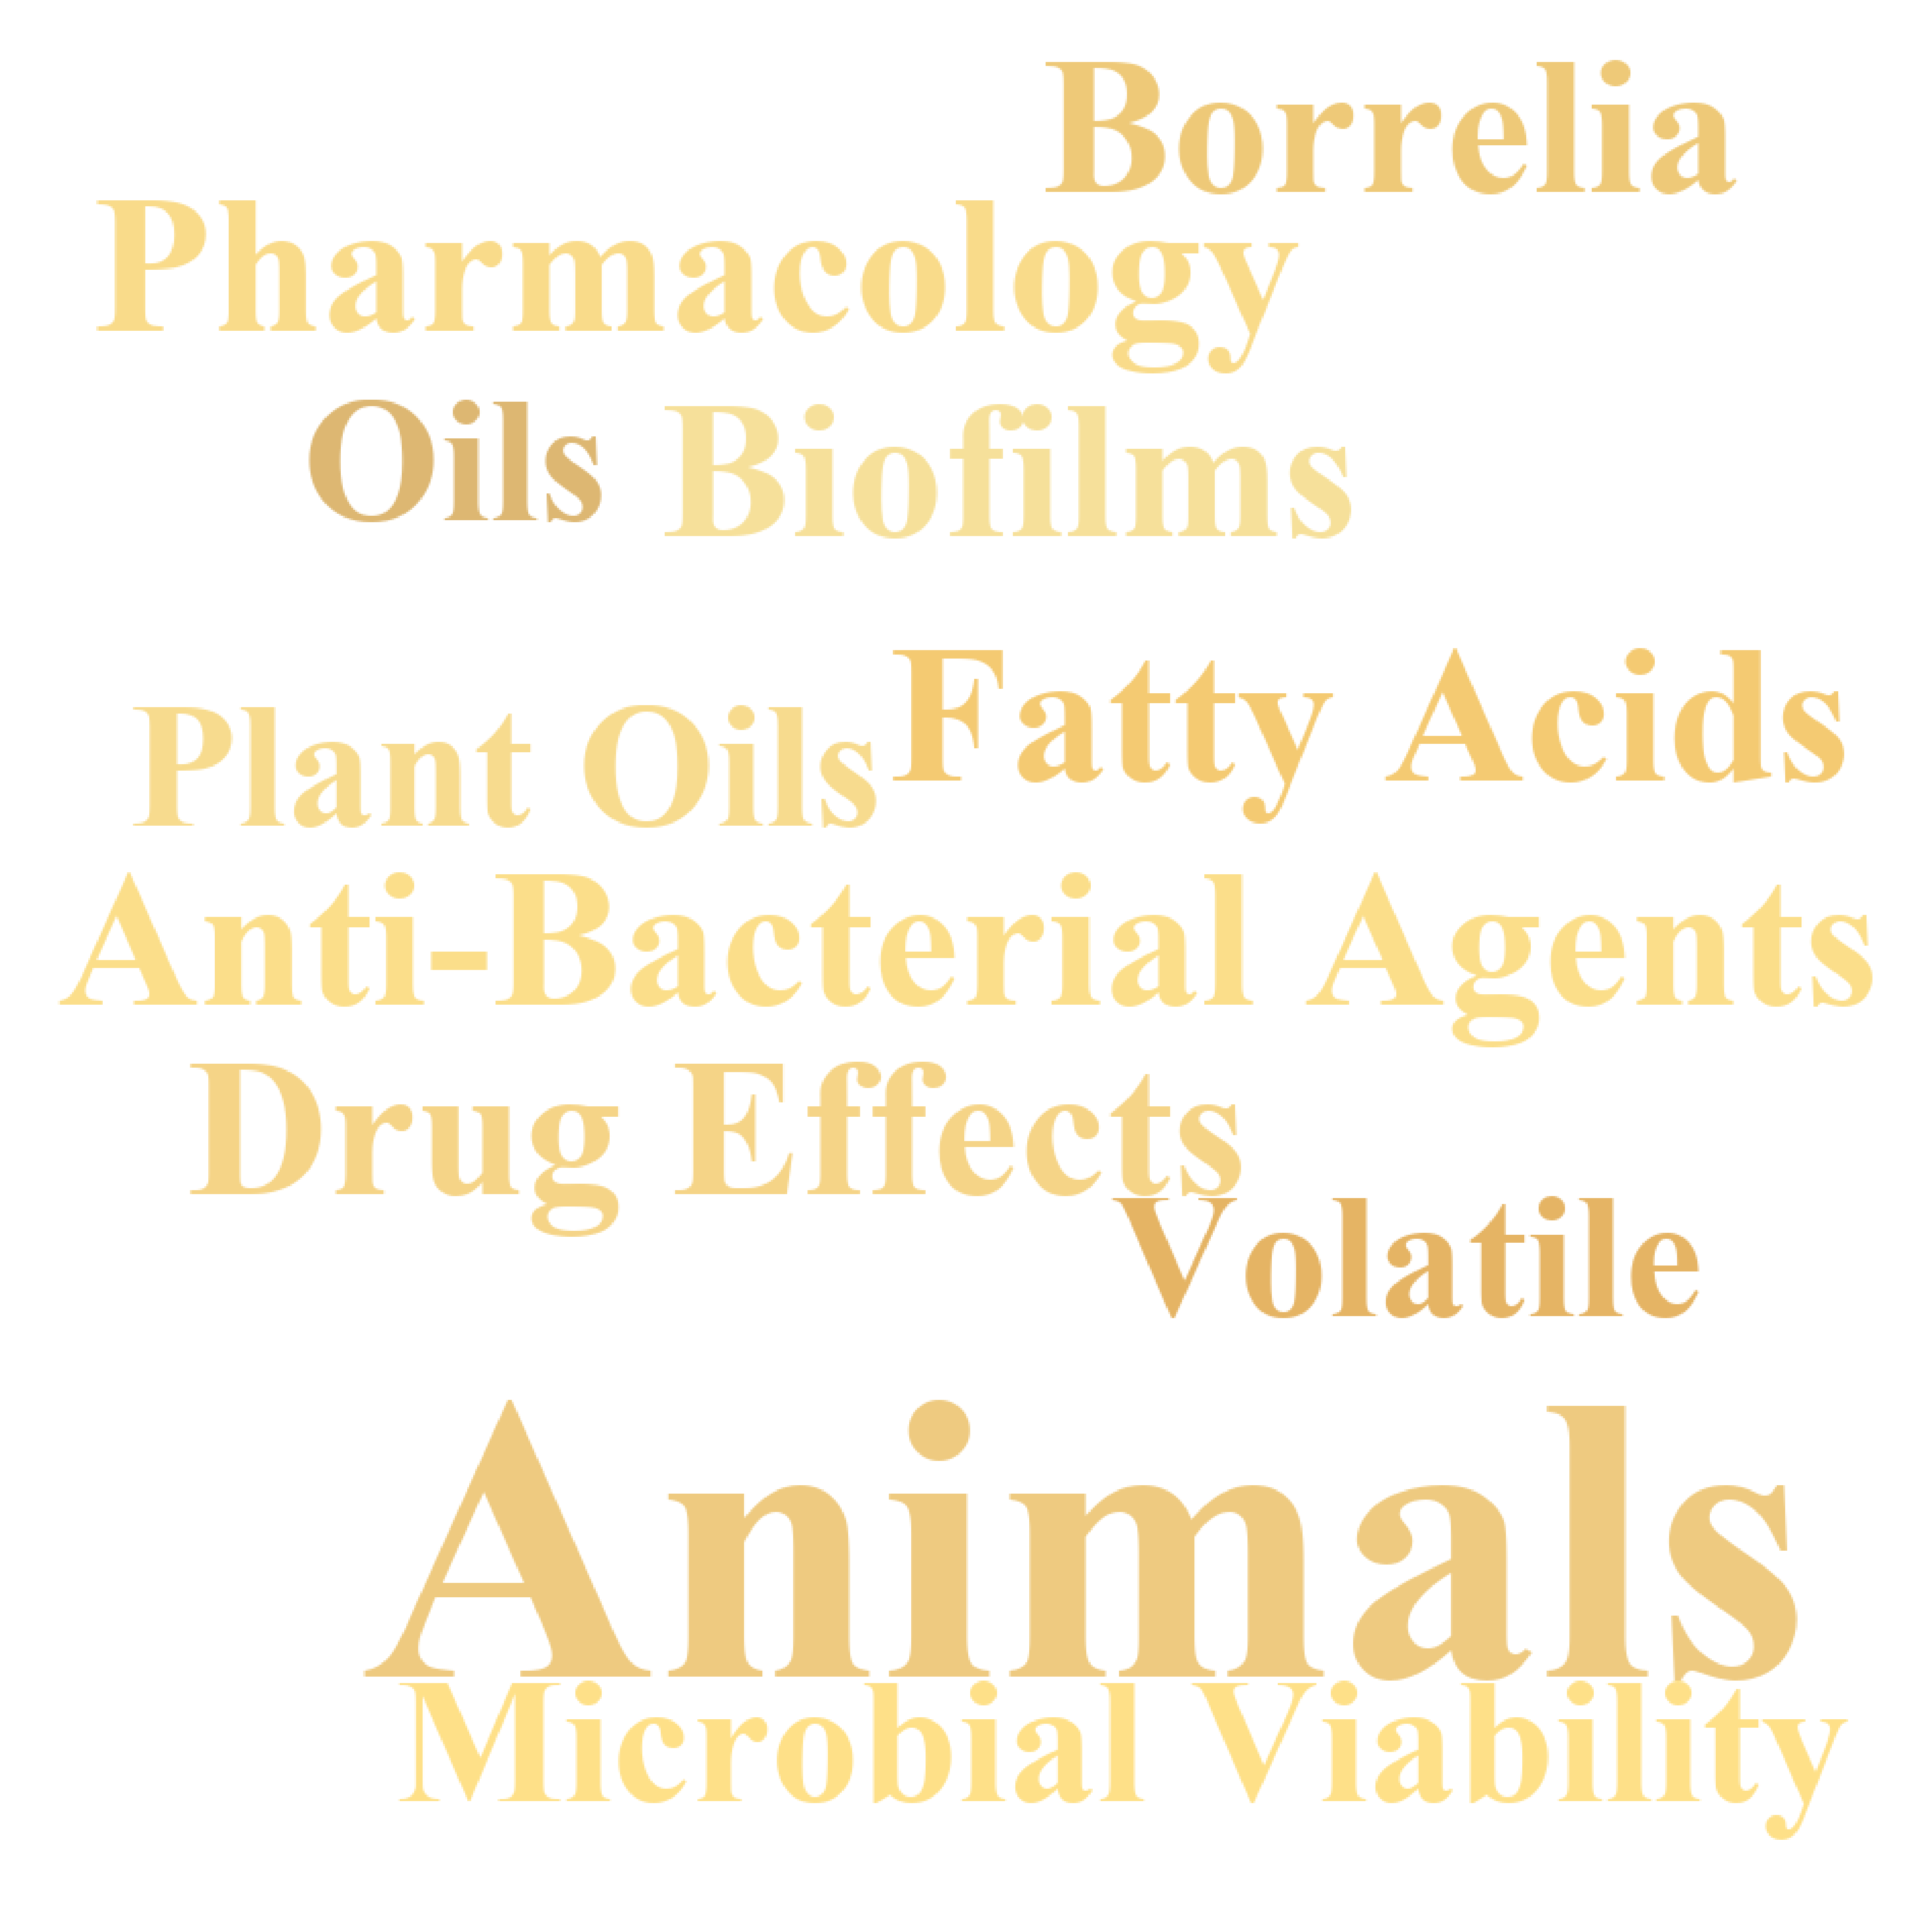 Borrelia
Pharmacology
Oils
Biofilms
Fatty Acids
Plant Oils
Anti-Bacterial Agents
Drug Effects
Volatile
Animals
Microbial Viability